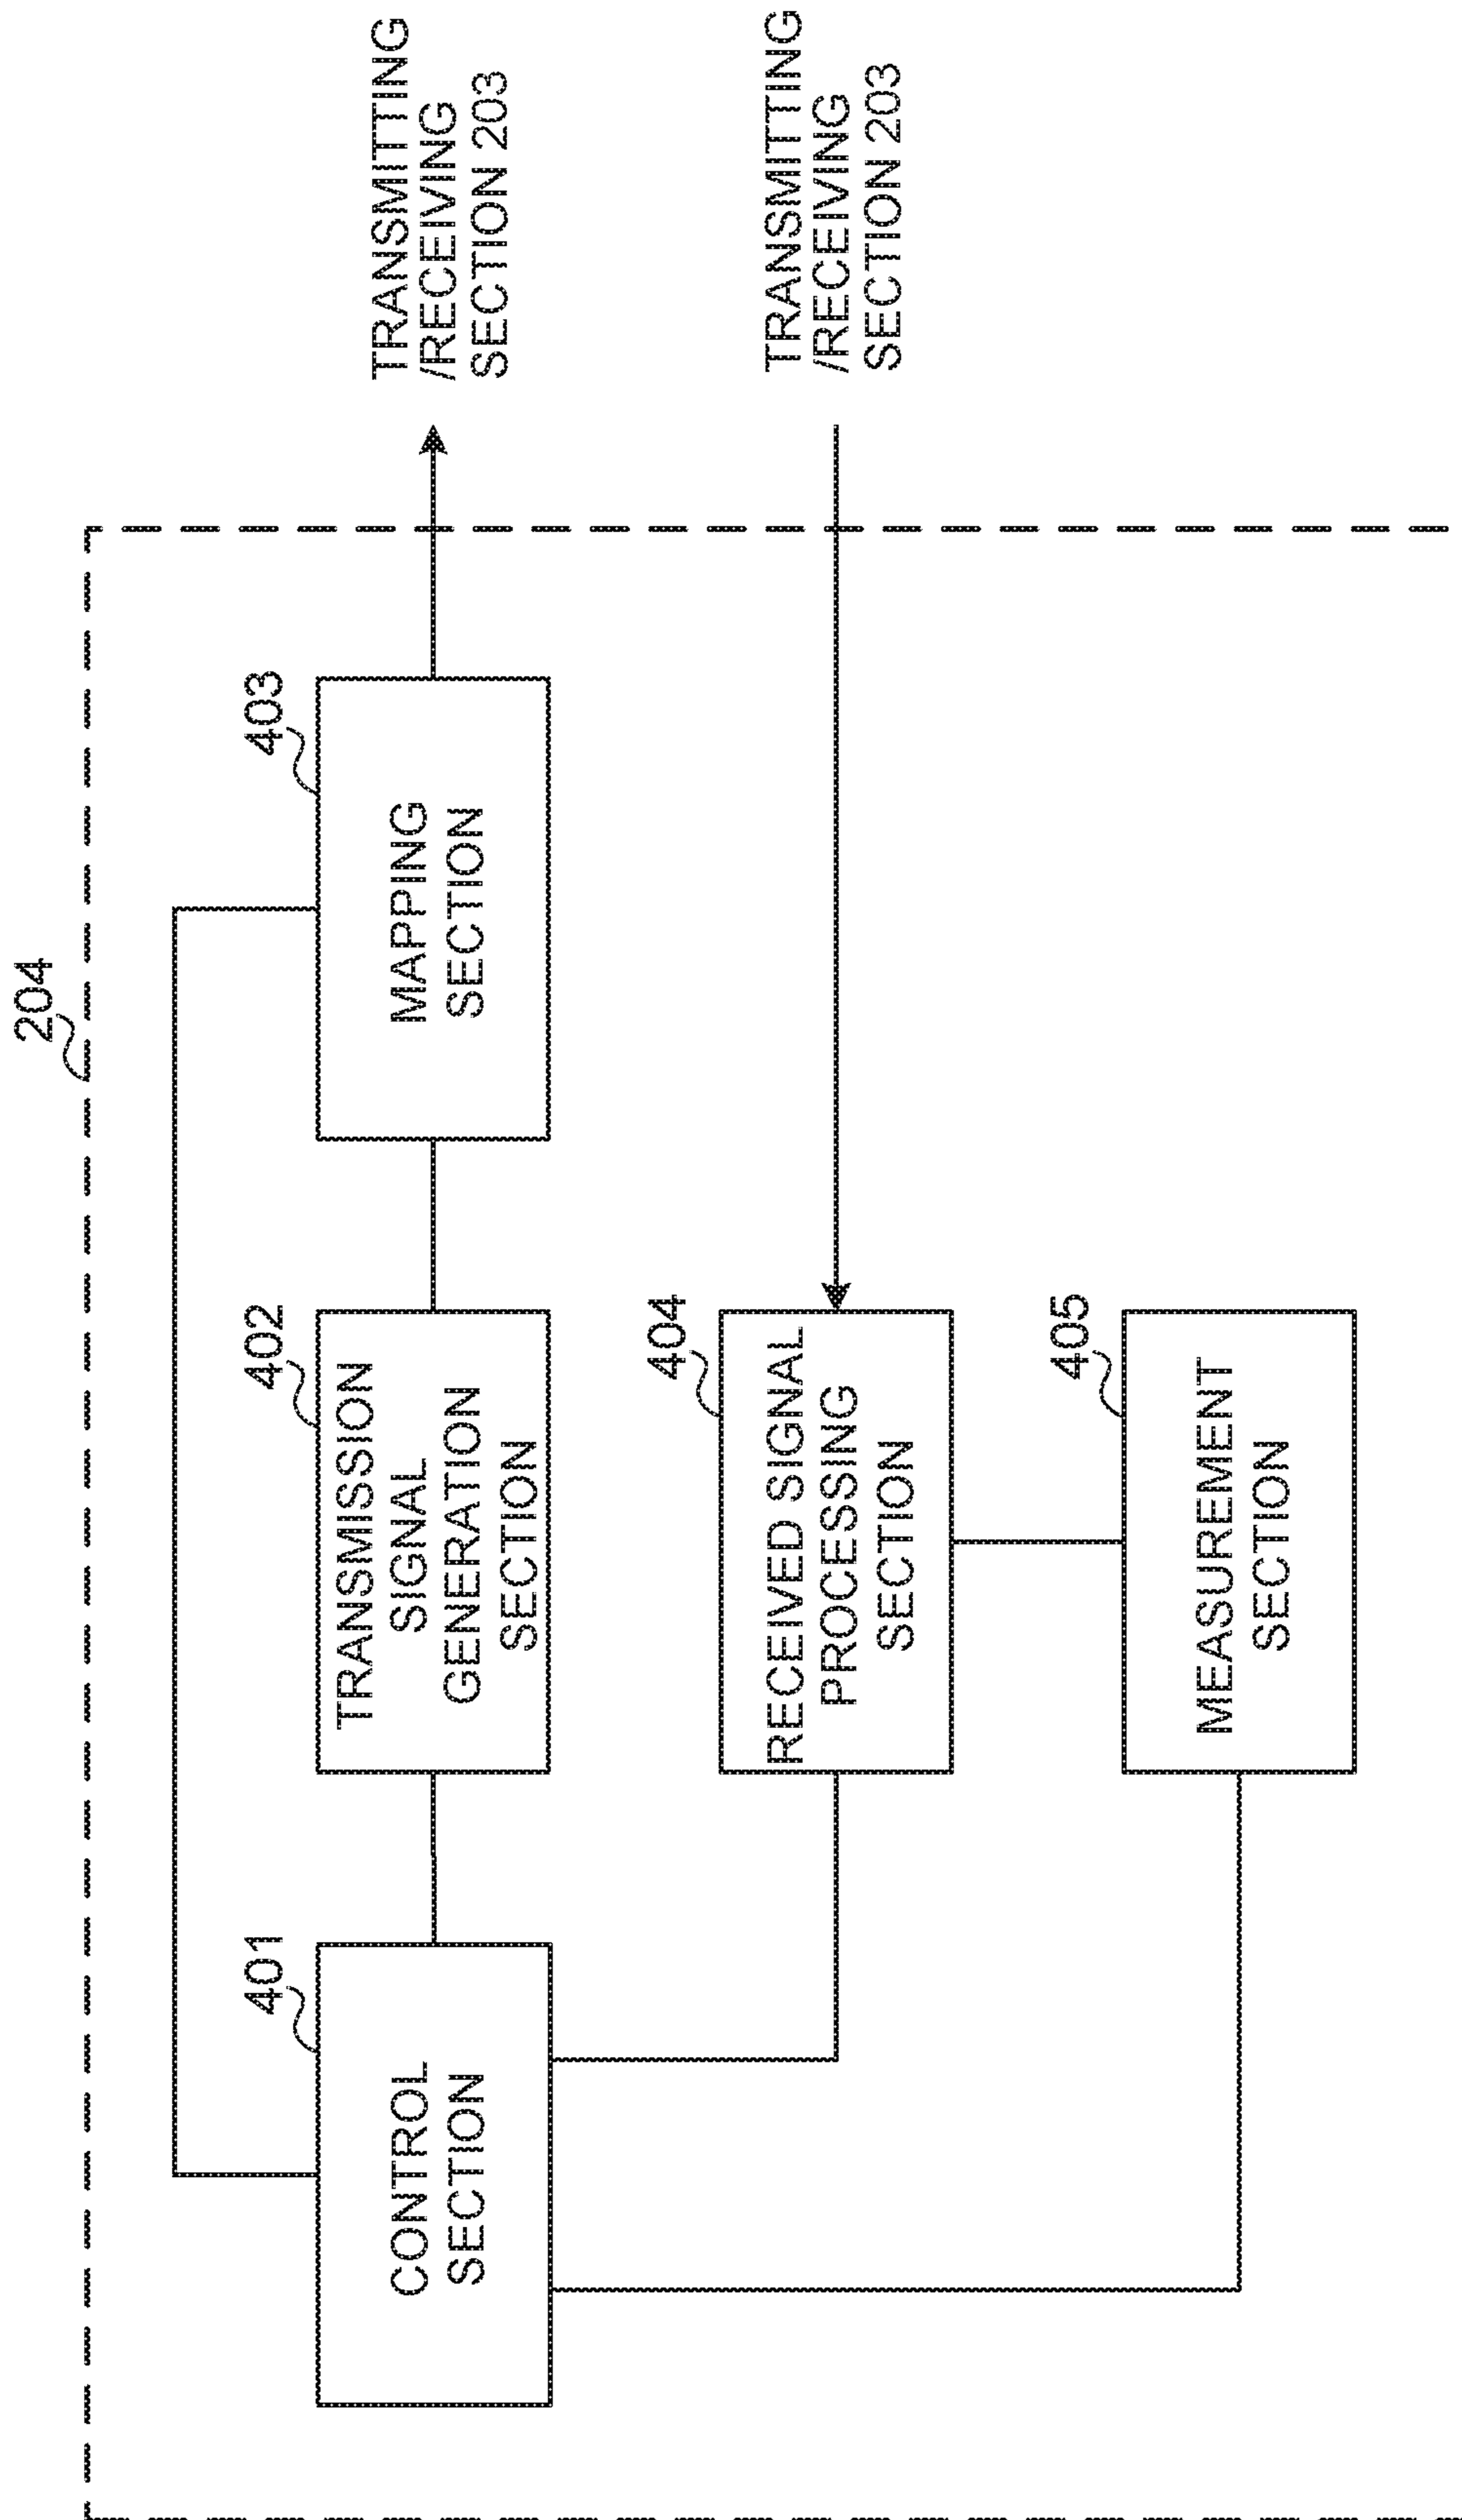 204
401
CONTROL
SECTION
402
TRANSMISSION
SIGNAL
GENERATION
SECTION
403
MAPPING
SECTION
TRANSMITTING
/RECEIVING
SECTION 203
404
RECEIVED SIGNAL
PROCESSING
SECTION
TRANSMITTING
/RECEIVING
SECTION 203
405
MEASUREMENT
SECTION